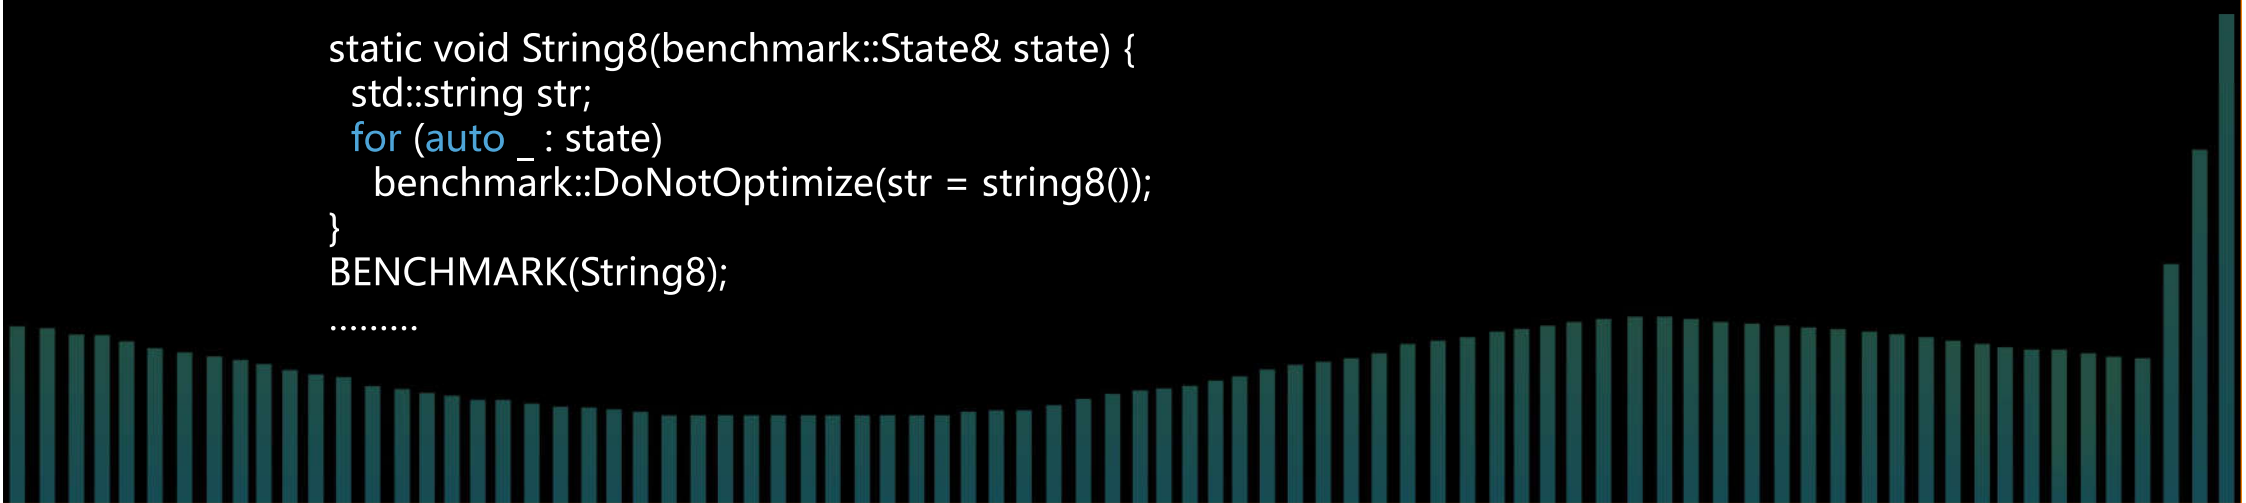 static void String8(benchmark::State& state) {
std::string str;
for (auto _ : state)
benchmark::DoNotOptimize(str = string8());
}
BENCHMARK(String8);
.........